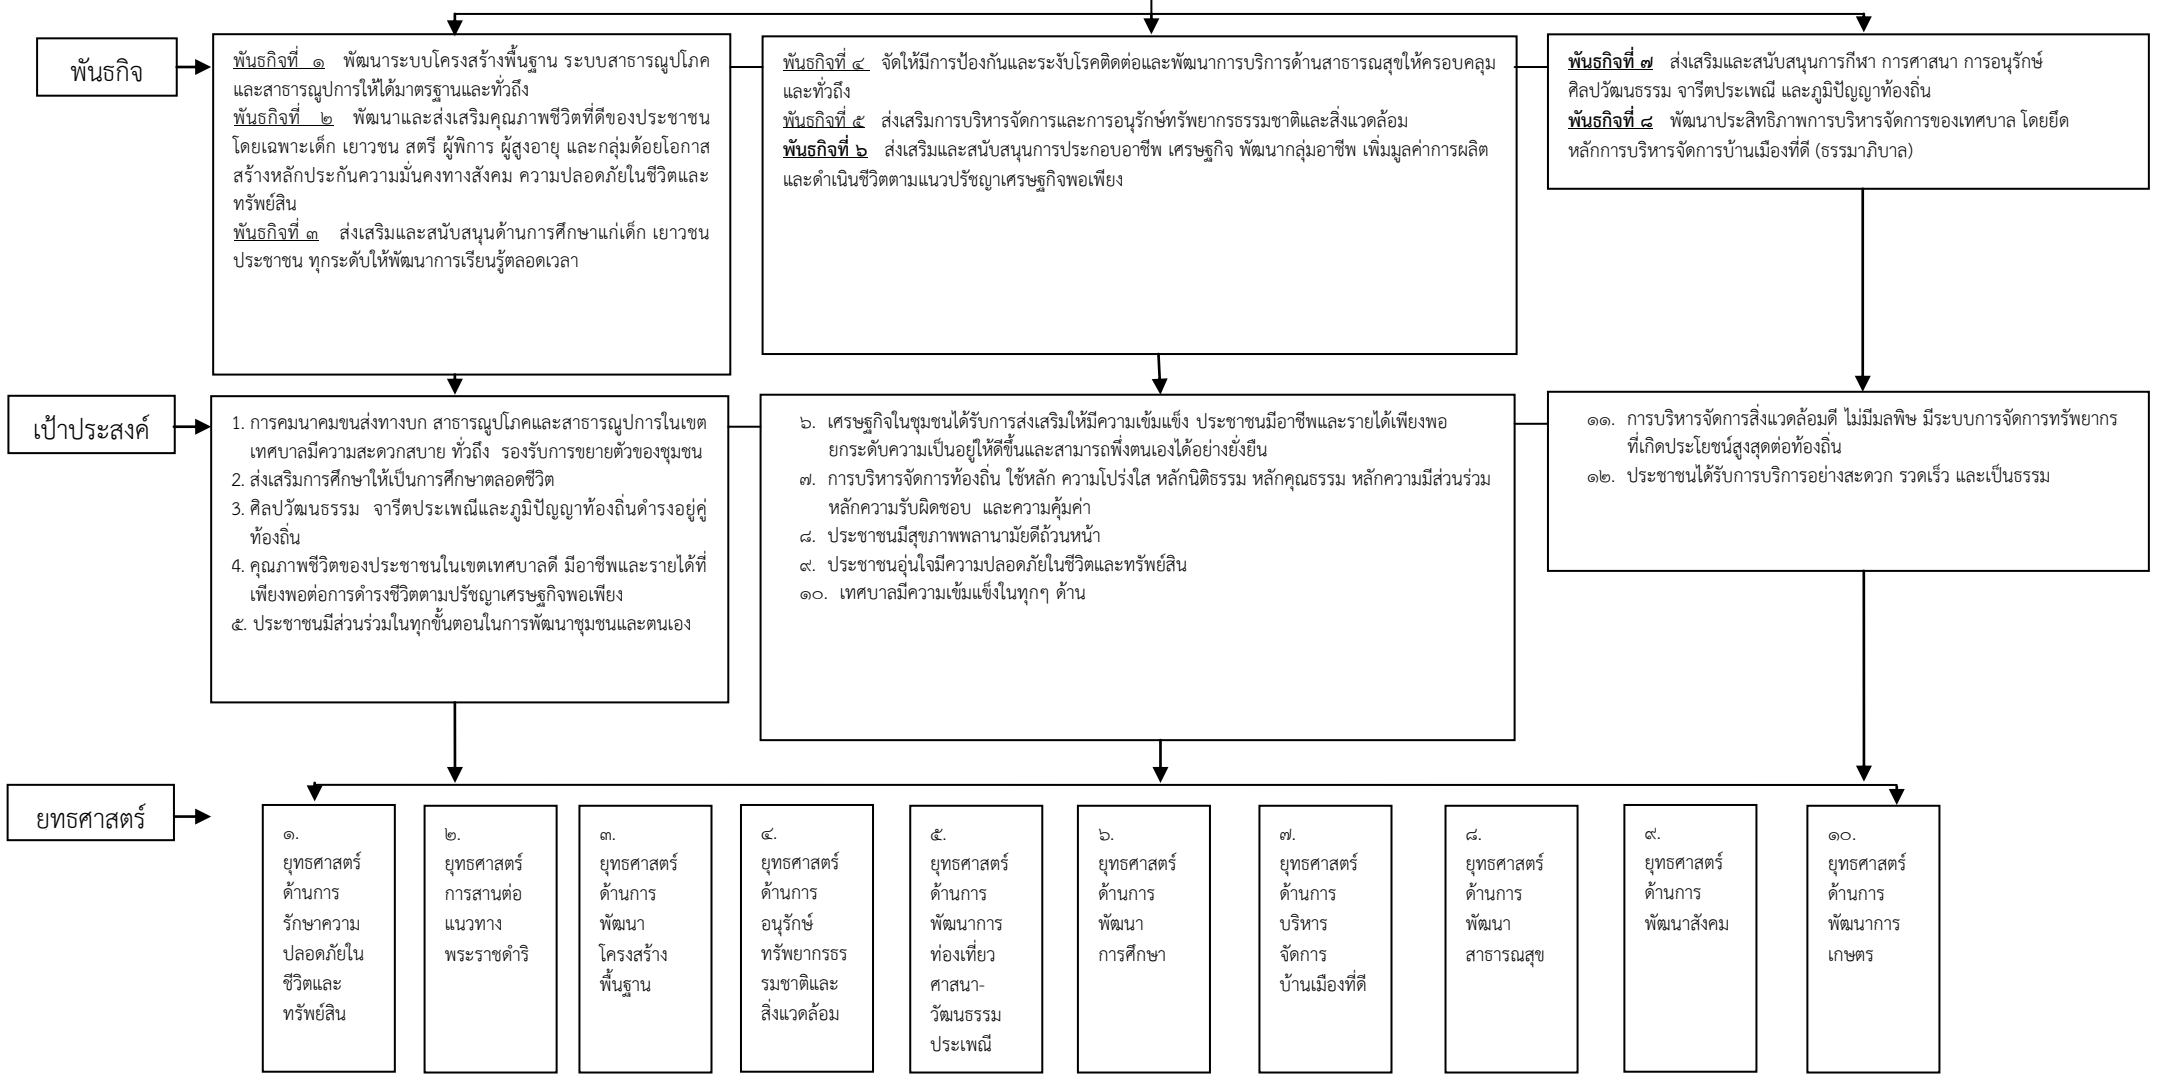 พันธกิจ
พันธกิจที่ ๑ พัฒนาระบบโครงสร้างพื้นฐาน ระบบสาธารณูปโภค
และสาธารณูปการให้ได้มาตรฐานและทั่วถึง
พันธกิจที่ ๒ พัฒนาและส่งเสริมคุณภาพชีวิตที่ดีของประชาชน
โดยเฉพาะเด็ก เยาวชน สตรี ผู้พิการ ผู้สูงอายุ และกลุ่มด้อยโอกาส
สร้างหลักประกันความมั่นคงทางสังคม ความปลอดภัยในชีวิตและ
ทรัพย์สิน
พันธกิจที่ ๓ ส่งเสริมและสนับสนุนด้านการศึกษาแก่เด็ก เยาวชน
ประชาชน ทุกระดับให้พัฒนาการเรียนรู้ตลอดเวลา
พันธกิจที่ ๔ จัดให้มีการป้องกันและระงับโรคติดต่อและพัฒนาการบริการด้านสาธารณสุขให้ครอบคลุม
และทั่วถึง
พันธกิจที่ ๕ ส่งเสริมการบริหารจัดการและการอนุรักษ์ทรัพยากรธรรมชาติและสิ่งแวดล้อม
พันธกิจที่ ๖ ส่งเสริมและสนับสนุนการประกอบอาชีพ เศรษฐกิจ พัฒนากลุ่มอาชีพ เพิ่มมูลค่าการผลิต
และดำเนินชีวิตตามแนวปรัชญาเศรษฐกิจพอเพียง
พันธกิจที่ ๗ ส่งเสริมและสนับสนุนการกีฬา การศาสนา การอนุรักษ์
ศิลปวัฒนธรรม จารีตประเพณี และภูมิปัญญาท้องถิ่น
พันธกิจที่ ๘ พัฒนาประสิทธิภาพการบริหารจัดการของเทศบาล โดยยึด
หลักการบริหารจัดการบ้านเมืองที่ดี (ธรรมาภิบาล)
เป้าประสงค์
1. การคมนาคมขนส่งทางบก สาธารณูปโภคและสาธารณูปการในเขต
เทศบาลมีความสะดวกสบาย ทั่วถึง รองรับการขยายตัวของชุมชน
2. ส่งเสริมการศึกษาให้เป็นการศึกษาตลอดชีวิต
3. ศิลปวัฒนธรรม จารีตประเพณีและภูมิปัญญาท้องถิ่นดำรงอยู่คู่
ท้องถิ่น
4. คุณภาพชีวิตของประชาชนในเขตเทศบาลดี มีอาชีพและรายได้ที่
เพียงพอต่อการดำรงชีวิตตามปรัชญาเศรษฐกิจพอเพียง
๕. ประชาชนมีส่วนร่วมในทุกขั้นตอนในการพัฒนาชุมชนและตนเอง
๖. เศรษฐกิจในชุมชนได้รับการส่งเสริมให้มีความเข้มแข็ง ประชาชนมีอาชีพและรายได้เพียงพอ
ยกระดับความเป็นอยู่ให้ดีขึ้นและสามารถพึ่งตนเองได้อย่างยั่งยืน
๗. การบริหารจัดการท้องถิ่น ใช้หลัก ความโปร่งใส หลักนิติธรรม หลักคุณธรรม หลักความมีส่วนร่วม
หลักความรับผิดชอบ และความคุ้มค่า
๘. ประชาชนมีสุขภาพพลานามัยดีถ้วนหน้า
๙. ประชาชนอุ่นใจมีความปลอดภัยในชีวิตและทรัพย์สิน
๑๐. เทศบาลมีความเข้มแข็งในทุกๆ ด้าน
๑๑. การบริหารจัดการสิ่งแวดล้อมดี ไม่มีมลพิษ มีระบบการจัดการทรัพยากร
ที่เกิดประโยชน์สูงสุดต่อท้องถิ่น
๑๒. ประชาชนได้รับการบริการอย่างสะดวก รวดเร็ว และเป็นธรรม
ยทธศาสตร์
๑.
ยุทธศาสตร์
ด้านการ
รักษาความ
ปลอดภัยใน
ชีวิตและ
ทรัพย์สิน
๒.
ยุทธศาสตร์
การสานต่อ
แนวทาง
พระราชดำริ
๓.
ยุทธศาสตร์
ด้านการ
พัฒนา
โครงสร้าง
พื้นฐาน
๔.
ยุทธศาสตร์
ด้านการ
อนุรักษ์
ทรัพยากรธร
รมชาติและ
สิ่งแวดล้อม
๕.
ยุทธศาสตร์
ด้านการ
พัฒนาการ
ท่องเที่ยว
ศาสนา-
วัฒนธรรม
ประเพณี
๖.
ยุทธศาสตร์
ด้านการ
พัฒนา
การศึกษา
๗.
ยุทธศาสตร์
ด้านการ
บริหาร
จัดการ
บ้านเมืองที่ดี
๘.
ยุทธศาสตร์
ด้านการ
พัฒนา
สาธารณสุข
๙.
ยุทธศาสตร์
ด้านการ
พัฒนาสังคม
๑๐.
ยุทธศาสตร์
ด้านการ
พัฒนาการ
เกษตร